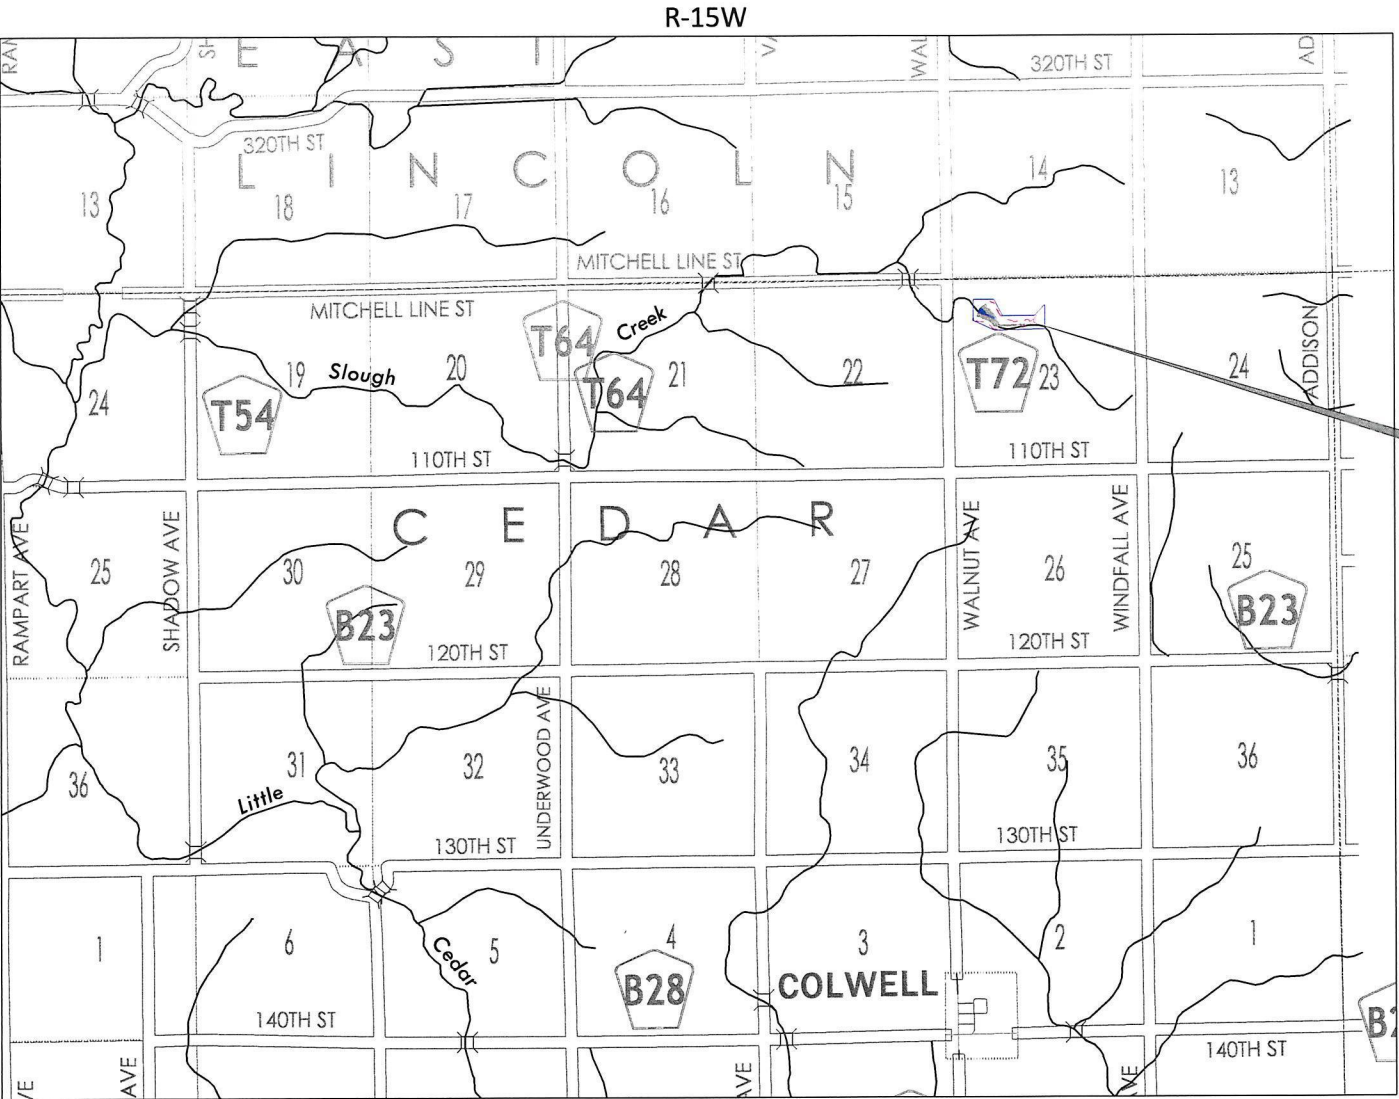 R-15W
E A S T
320TH ST
320TH ST
L I N C O L N
13
18
17
16
15
14
13
MITCHELL LINE ST
MITCHELL LINE ST
T64
Creek
T64
T54
T72
24
19
Slough
20
21
22
23
24
ADDISON
110TH ST
110TH ST
C E D A R
RAMPART AVE
SHADOW AVE
WALNUT AVE
WINDFALL AVE
25
30
29
28
27
26
25
B23
B23
120TH ST
120TH ST
UNDERWOOD AVE
36
31
32
33
34
35
36
Little
130TH ST
130TH ST
1
6
5
4
3
2
1
Cedar
B28
COLWELL
140TH ST
140TH ST
AVE
AVE